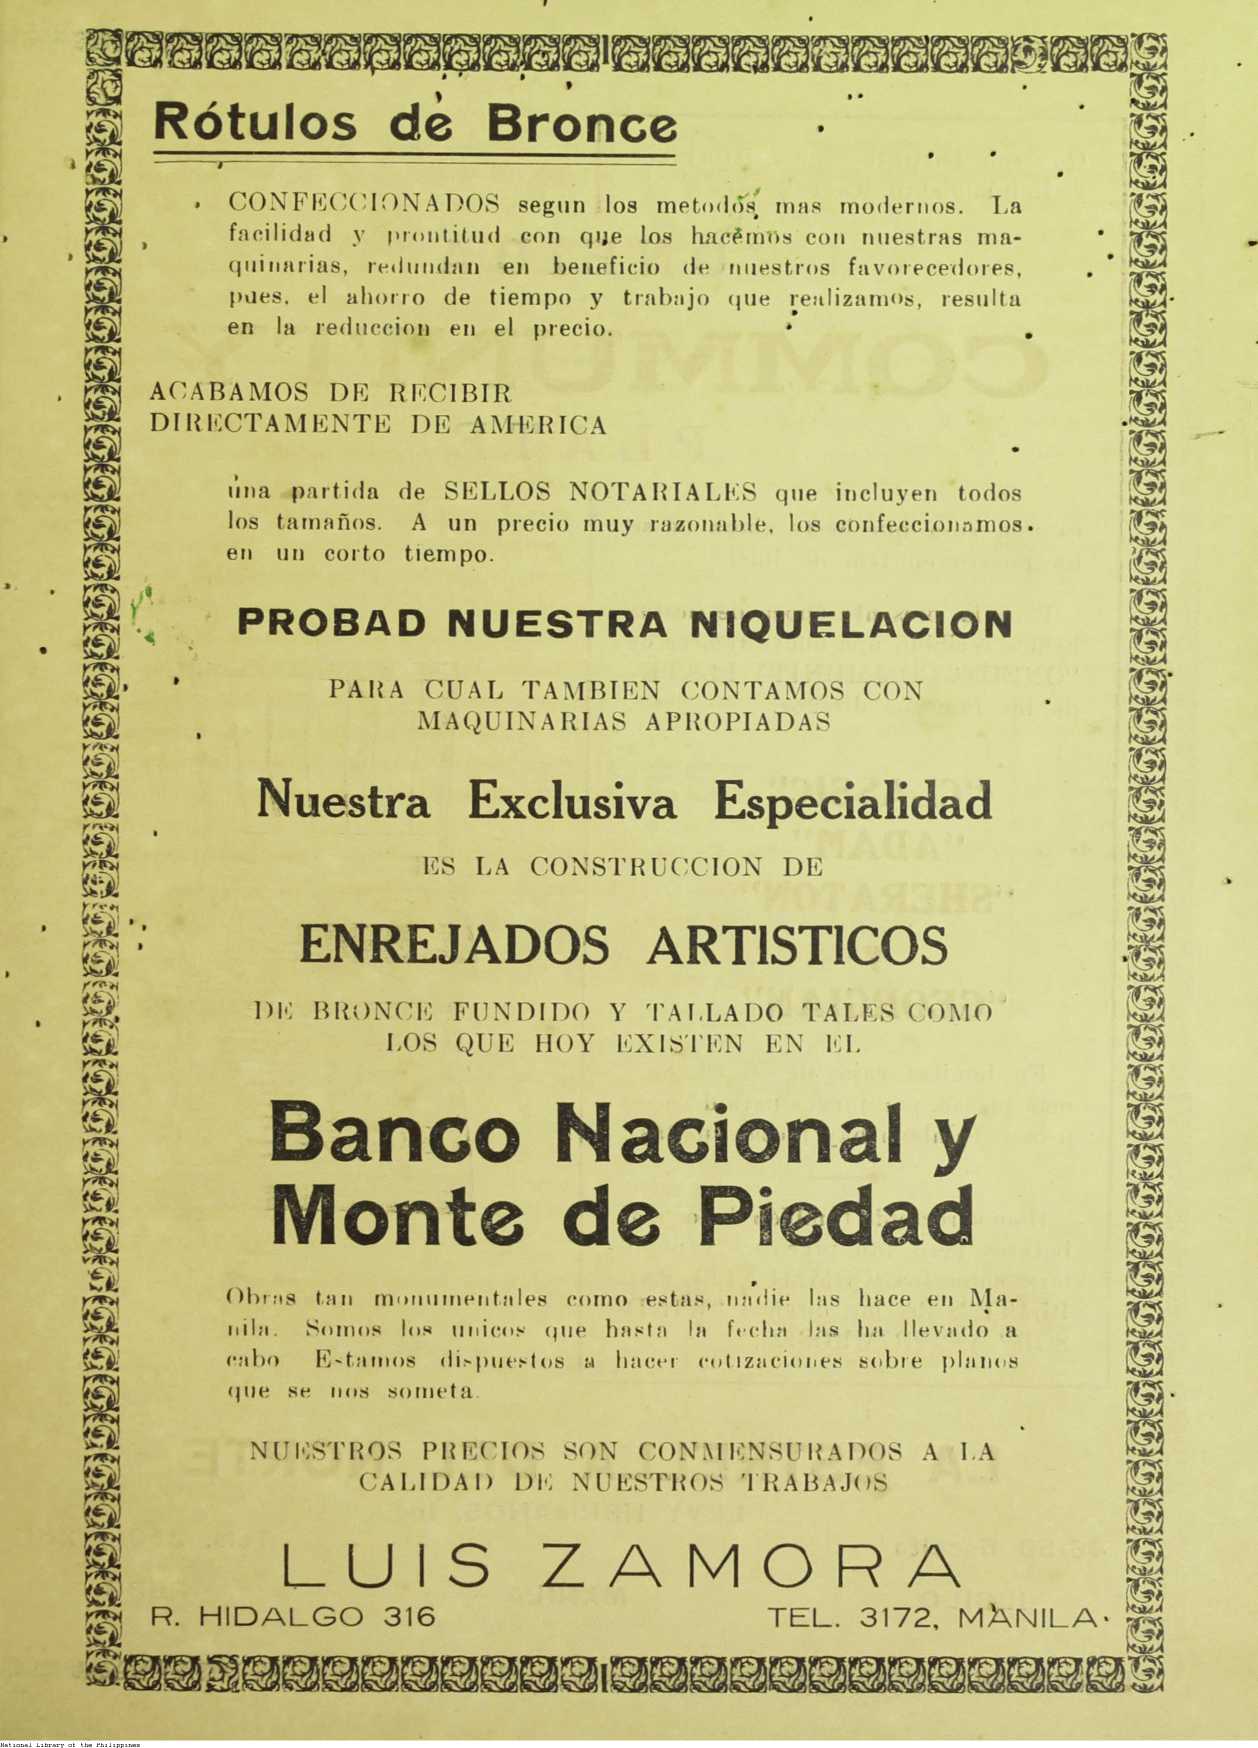 Rótulos de Bronce
CONFECCIONADOS segun los metodos mas modernos. La
facilidad y prontitud con que los hacemos con nuestras ma-
quinarias, redundan en beneficio de nuestros favorecedores,
pues, el ahorro de tiempo y trabajo que realizamos, resulta
en la reduccion en el precio.
ACABAMOS DE RECIBIR
DIRECTAMENTE DE AMERICA
una partida de SELLOS NOTARIALES que incluyen todos
los tamaños. A un precio muy razonable, los confeccionamos
en un corto tiempo.
PROBAD NUESTRA NIQUELACION
PARA CUAL TAMBIEN CONTAMOS CON
MAQUINARIAS APROPIADAS
Nuestra Exclusiva Especialidad
ES LA CONSTRUCCION DE
ENREJADOS ARTISTICOS
DE BRONCE FUNDIDO Y TALLADO TALES COMO
LOS QUE HOY EXISTEN EN EL
Banco Nacional y
Monte de Piedad
Obras tan monumentales como estas, nadie las hace en Ma-
nila. Somos los unicos que hasta la fecha las ha llevado a
cabo Estamos dispuestos a hacer cotizaciones sobre planos
que se nos someta.
NUESTROS PRECIOS SON CONMENSURADOS A LA
CALIDAD DE NUESTROS TRABAJOS
LUIS ZAMORA
R. HIDALGO 316 TEL. 3172, MANILA
National Library of the Philippines